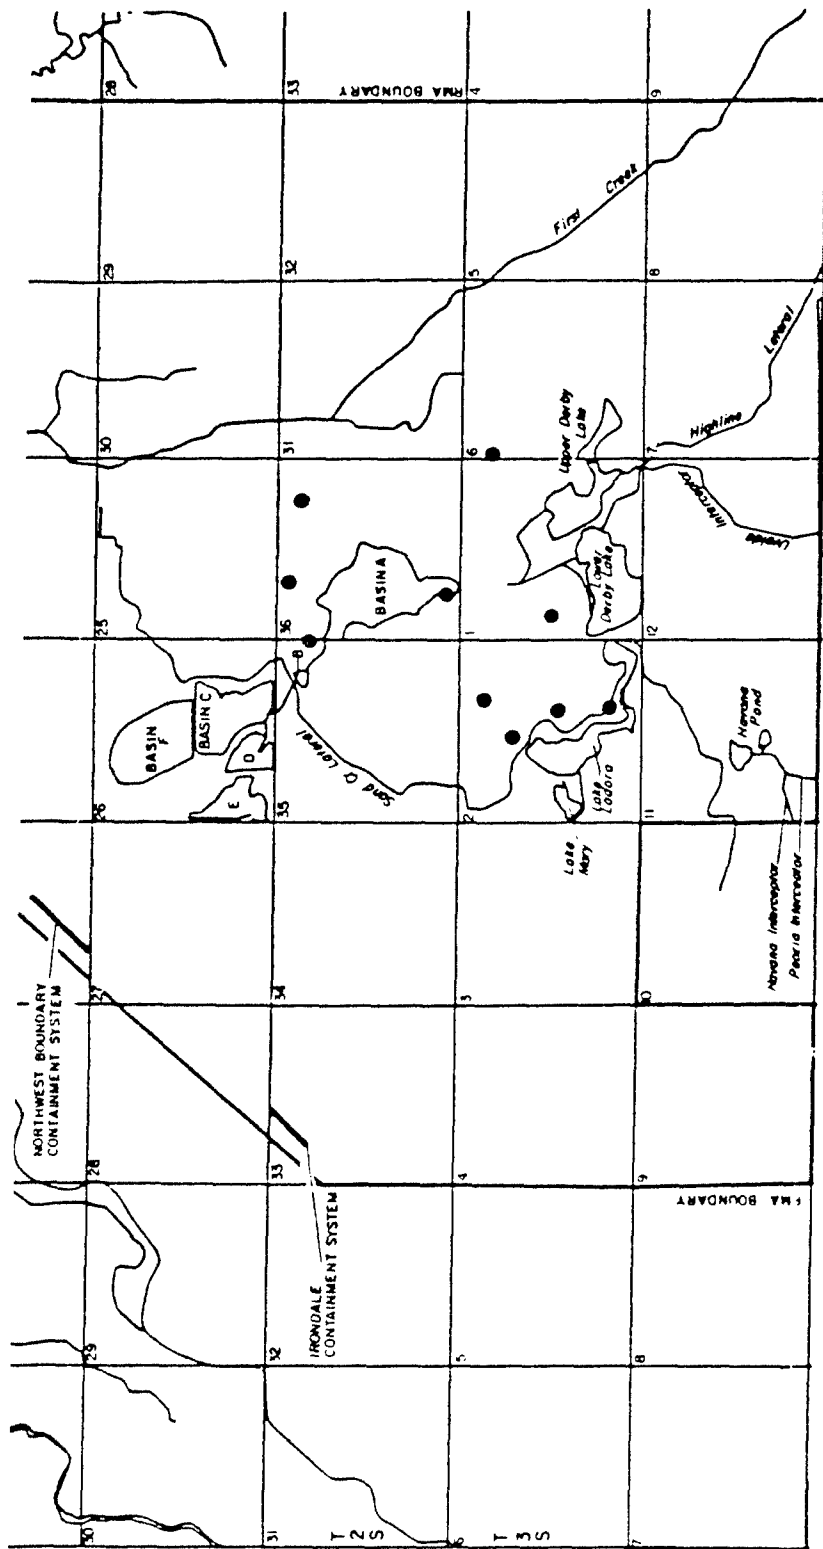 NORTHWEST BOUNDARY
CONTAINMENT SYSTEM
30
29
28
27
26
25
30
29
28
BASIN
F
BASIN C
E
D
B
31
32
33
34
35
36
31
32
33
IRONDALE
CONTAINMENT SYSTEM
T 2 S
Sand Cr Lateral
BASIN A
RMA BOUNDARY
6
5
4
3
2
1
6
5
4
T 3 S
Lake
Mary
Lake
Ladora
Lower
Derby Lake
Upper Derby
Lake
First Creek
7
8
9
10
11
12
7
8
9
RMA BOUNDARY
Havana
Pond
Uvalda
Interceptor
Highline
Lateral
Havana Interceptor
Peoria Interceptor